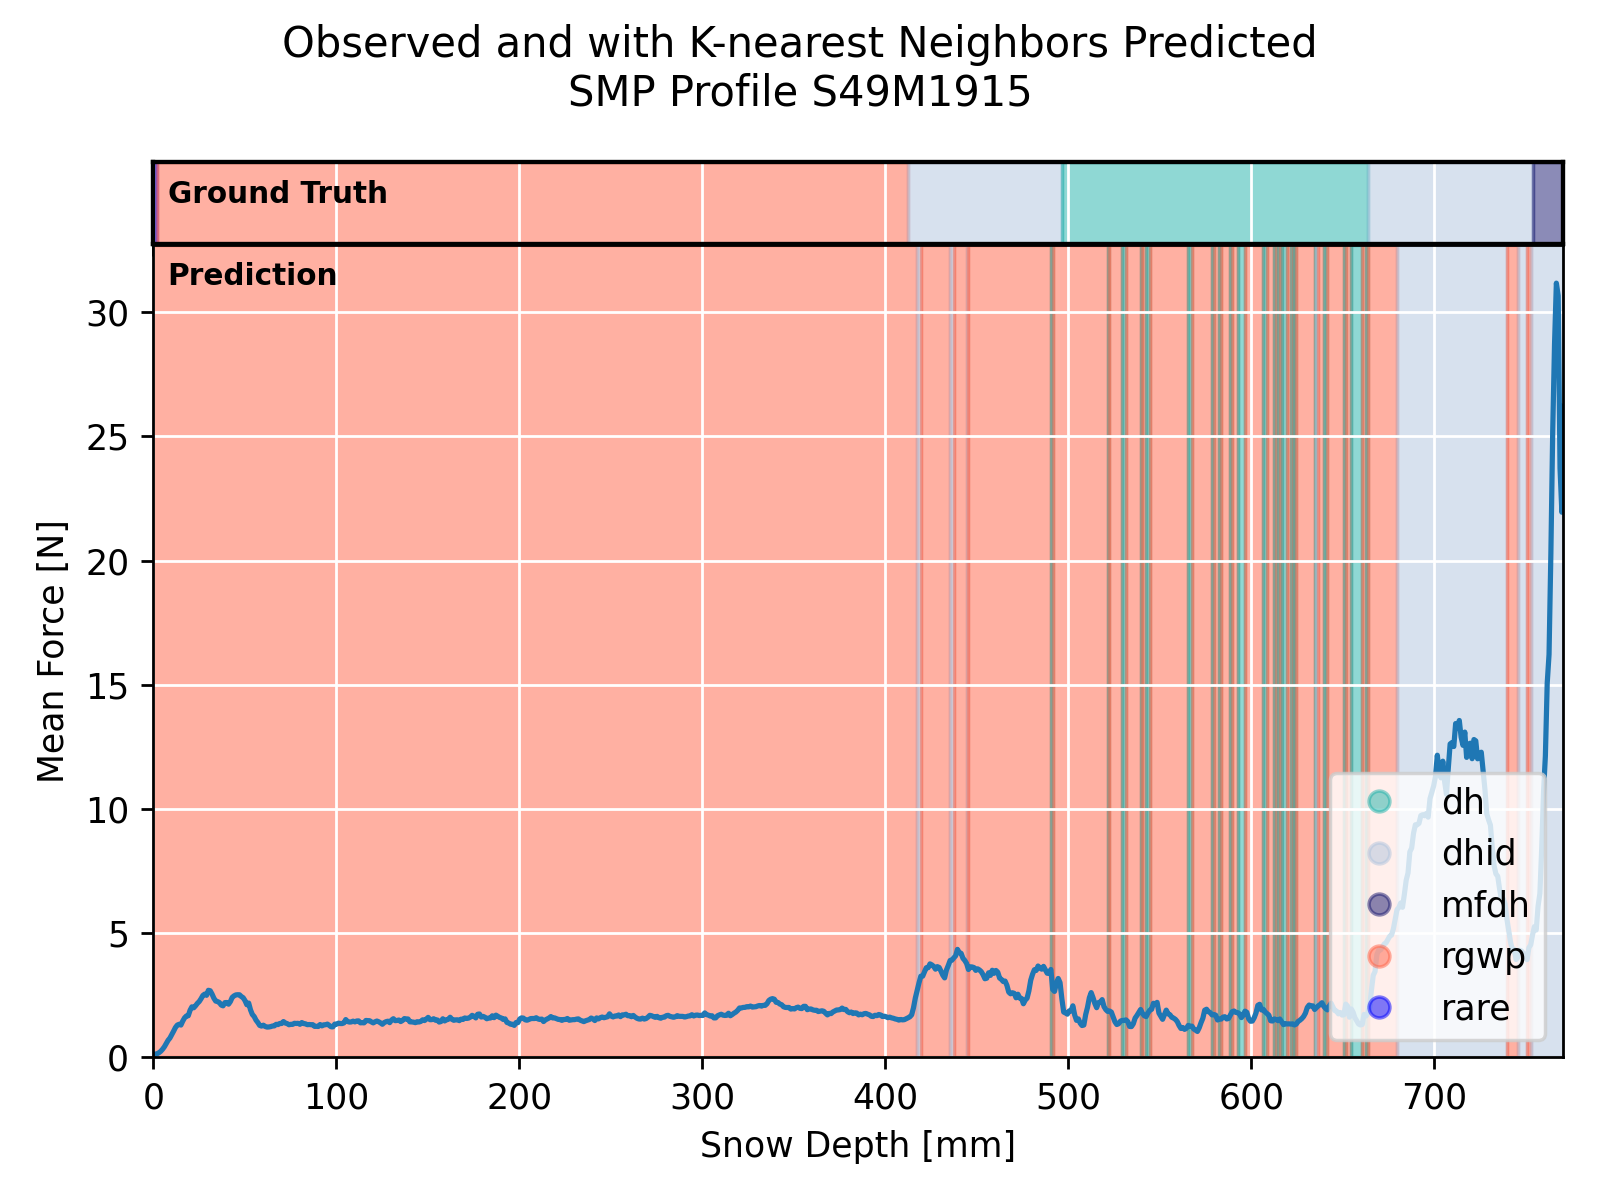 Observed and with K-nearest Neighbors Predicted
SMP Profile S49M1915
Ground Truth
Prediction
30
25
20
15
10
5
0
Mean Force [N]
dh
dhid
mfdh
rgwp
rare
0 100 200 300 400 500 600 700
Snow Depth [mm]